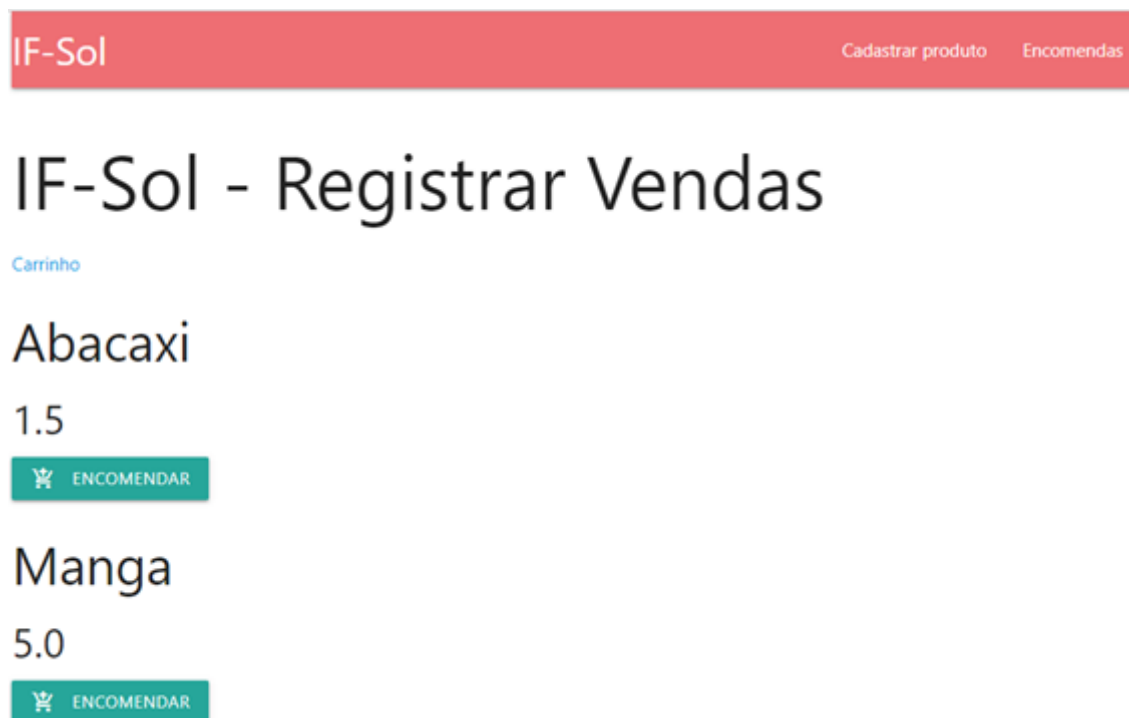 IF-Sol Cadastrar produto Encomendas
IF-Sol - Registrar Vendas
Carrinho
Abacaxi
1.5
ENCOMENDAR
Manga
5.0
ENCOMENDAR